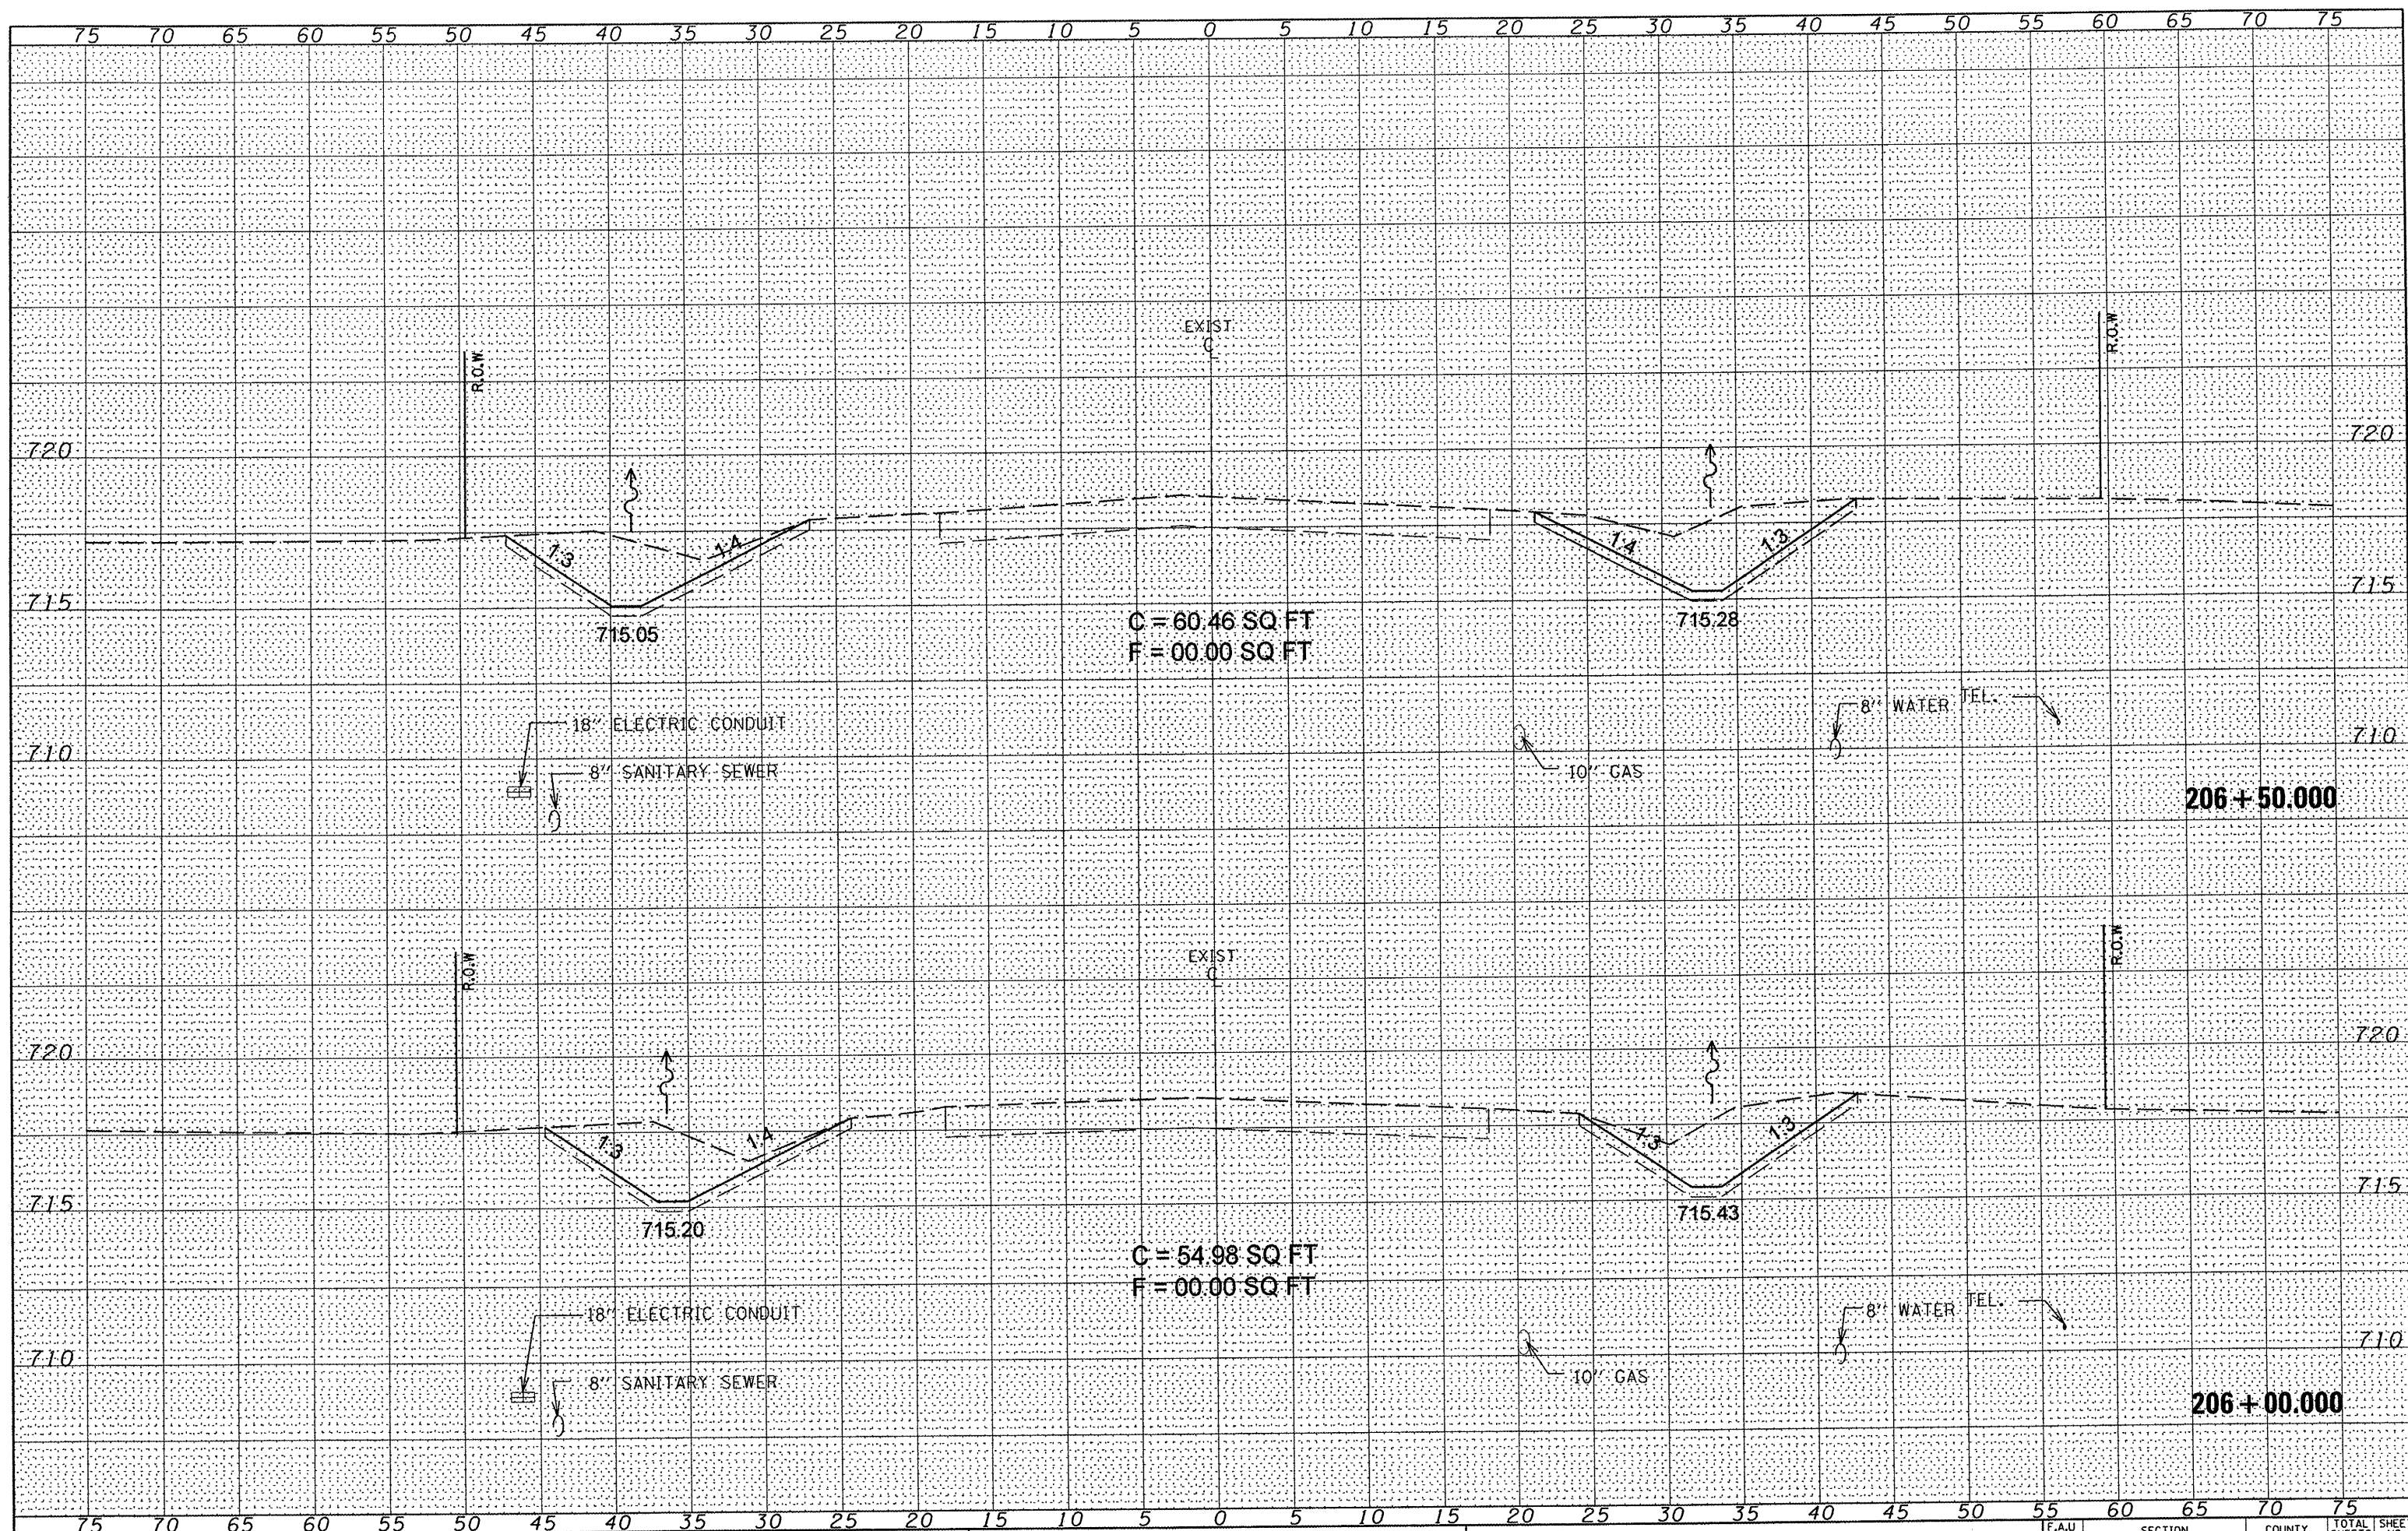 75 70 65 60 55 50 45 40 35 30 25 20 15 10 5 0 5 10 15 20 25 30 35 40 45 50 55 60 65 70 75
EXIST
C
L
R.O.W
R.O.W
720 720
1:3 1:4 1:4 1:3
715 715
715.05 715.28
C = 60.46 SQ FT
F = 00.00 SQ FT
18" ELECTRIC CONDUIT
8" WATER TEL.
710 710
8" SANITARY SEWER
10" GAS
206 + 50.000
EXIST
C
L
R.O.W
R.O.W
720 720
1:3 1:4 1:3 1:3
715 715
715.20 715.43
C = 54.98 SQ FT
F = 00.00 SQ FT
18" ELECTRIC CONDUIT
8" WATER TEL.
710 710
8" SANITARY SEWER
10" GAS
206 + 00.000
75 70 65 60 55 50 45 40 35 30 25 20 15 10 5 0 5 10 15 20 25 30 35 40 45 50 55 60 65 70 75
F.A.U SECTION COUNTY TOTAL